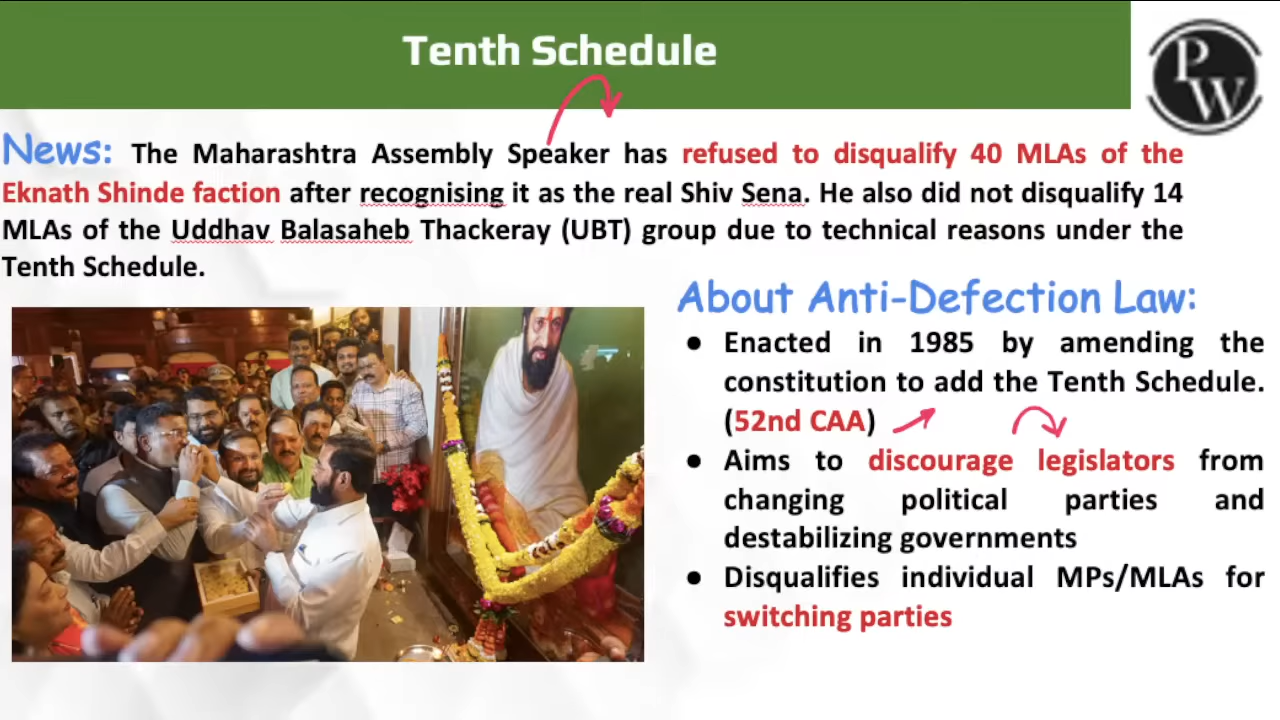 Tenth Schedule
PW
News: The Maharashtra Assembly Speaker has refused to disqualify 40 MLAs of the
Eknath Shinde faction after recognising it as the real Shiv Sena. He also did not disqualify 14
MLAs of the Uddhav Balasaheb Thackeray (UBT) group due to technical reasons under the
Tenth Schedule.
About Anti-Defection Law:
● Enacted in 1985 by amending the
constitution to add the Tenth Schedule.
(52nd CAA)
● Aims to discourage legislators from
changing political parties and
destabilizing governments
● Disqualifies individual MPs/MLAs for
switching parties